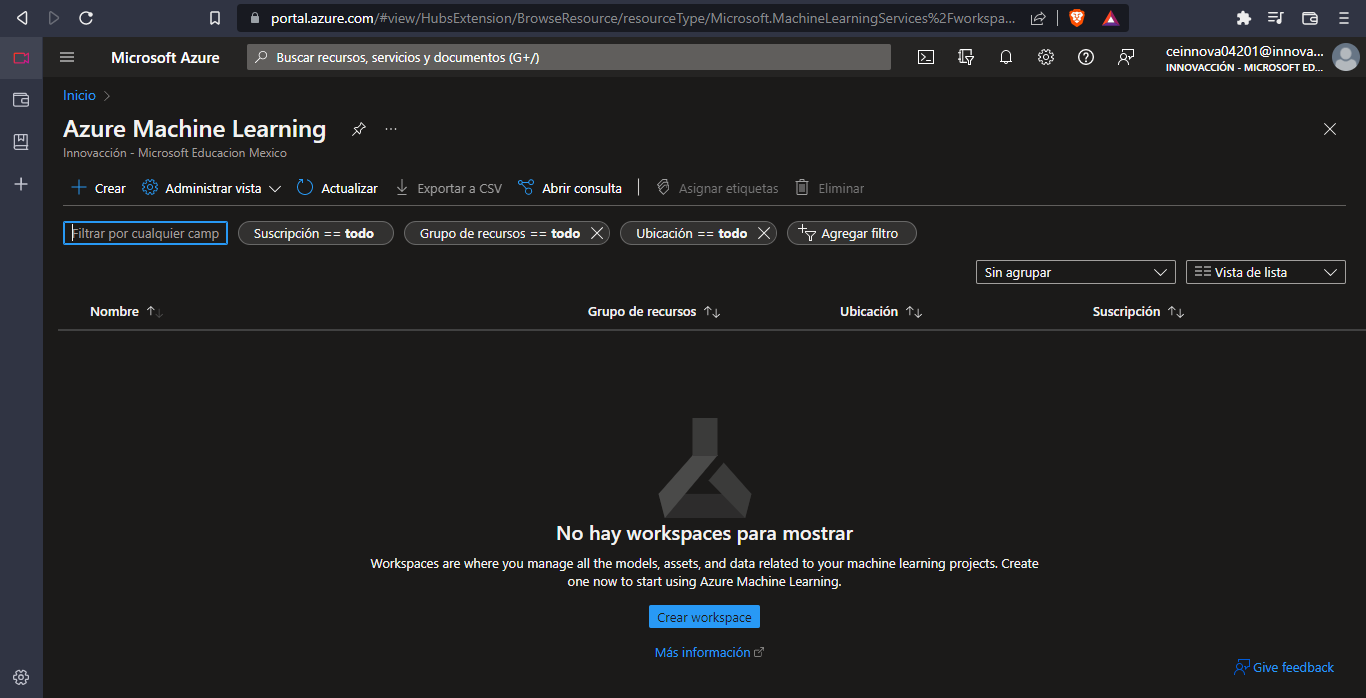 portal.azure.com/#view/HubsExtension/BrowseResource/resourceType/Microsoft.MachineLearningServices%2Fworkspa...
Microsoft Azure
Buscar recursos, servicios y documentos (G+/)
ceinnova04201@innova...
INNOVACCIÓN - MICROSOFT ED...
Inicio
Azure Machine Learning
...
Innovacción - Microsoft Educacion Mexico
Crear
Administrar vista
Actualizar
Exportar a CSV
Abrir consulta
Asignar etiquetas
Eliminar
Filtrar por cualquier camp
Suscripción == todo
Grupo de recursos == todo
Ubicación == todo
Agregar filtro
Sin agrupar
Vista de lista
Nombre
Grupo de recursos
Ubicación
Suscripción
No hay workspaces para mostrar
Workspaces are where you manage all the models, assets, and data related to your machine learning projects. Create
one now to start using Azure Machine Learning.
Crear workspace
Más información
Give feedback